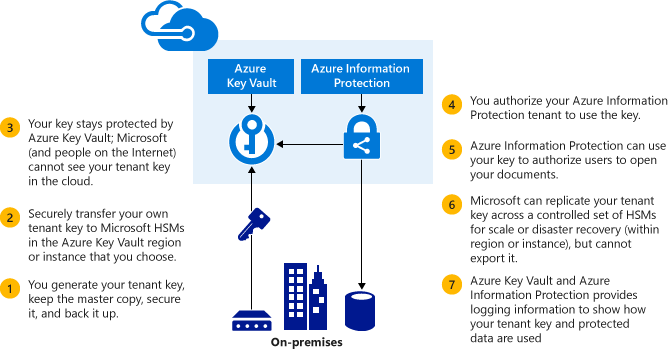 Azure
Key Vault
Azure Information
Protection
3
Your key stays protected by
Azure Key Vault; Microsoft
(and people on the Internet)
cannot see your tenant key
in the cloud.
2
Securely transfer your own
tenant key to Microsoft HSMs
in the Azure Key Vault region
or instance that you choose.
1
You generate your tenant key,
keep the master copy, secure
it, and back it up.
On-premises
4
You authorize your Azure Information
Protection tenant to use the key.
5
Azure Information Protection can use
your key to authorize users to open
your documents.
6
Microsoft can replicate your tenant
key across a controlled set of HSMs
for scale or disaster recovery (within
region or instance), but cannot
export it.
7
Azure Key Vault and Azure
Information Protection provides
logging information to show how
your tenant key and protected
data are used